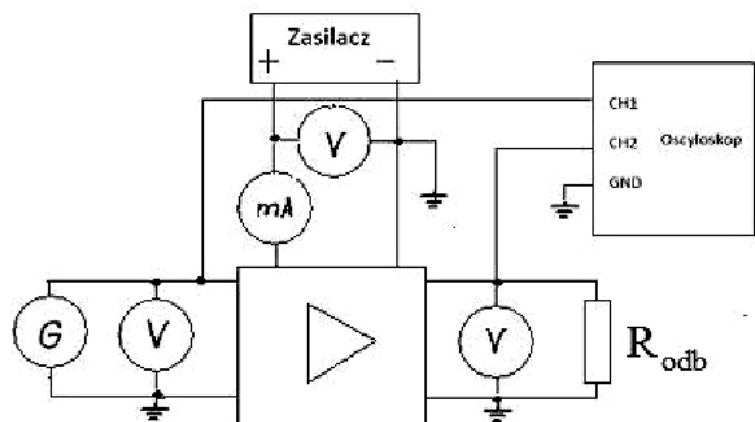 Zasilacz
+ −
V
mA
CH1
CH2 Oscyloskop
GND
G
V
V
Rodb